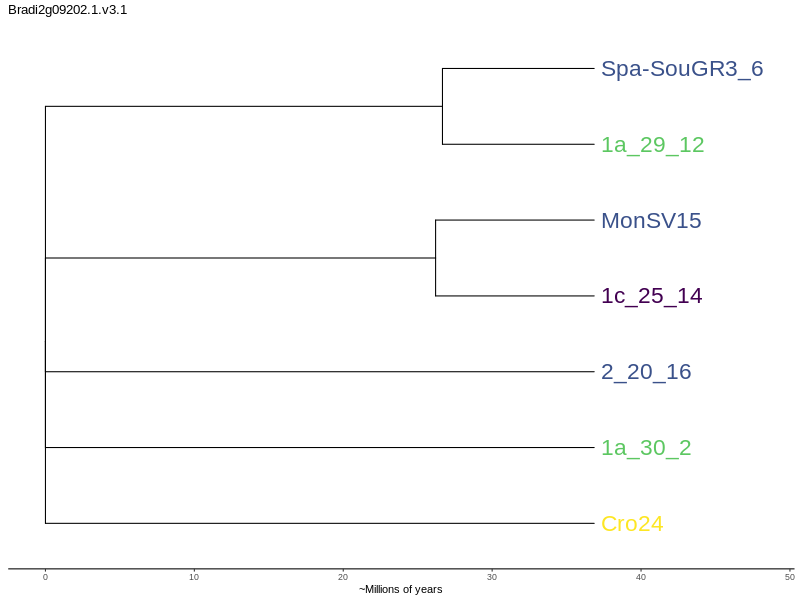 Bradi2g09202.1.v3.1
Spa-SouGR3_6
1a_29_12
MonSV15
1c_25_14
2_20_16
1a_30_2
Cro24
0 10 20 30 40 50
~Millions of years